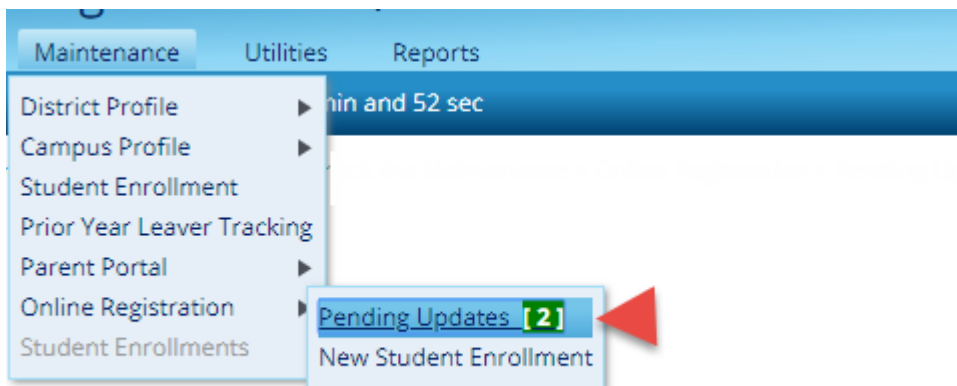 Maintenance Utilities Reports
min and 52 sec
District Profile
Campus Profile
Student Enrollment
Prior Year Leaver Tracking
Parent Portal
Online Registration
Student Enrollments
Pending Updates [2]
New Student Enrollment